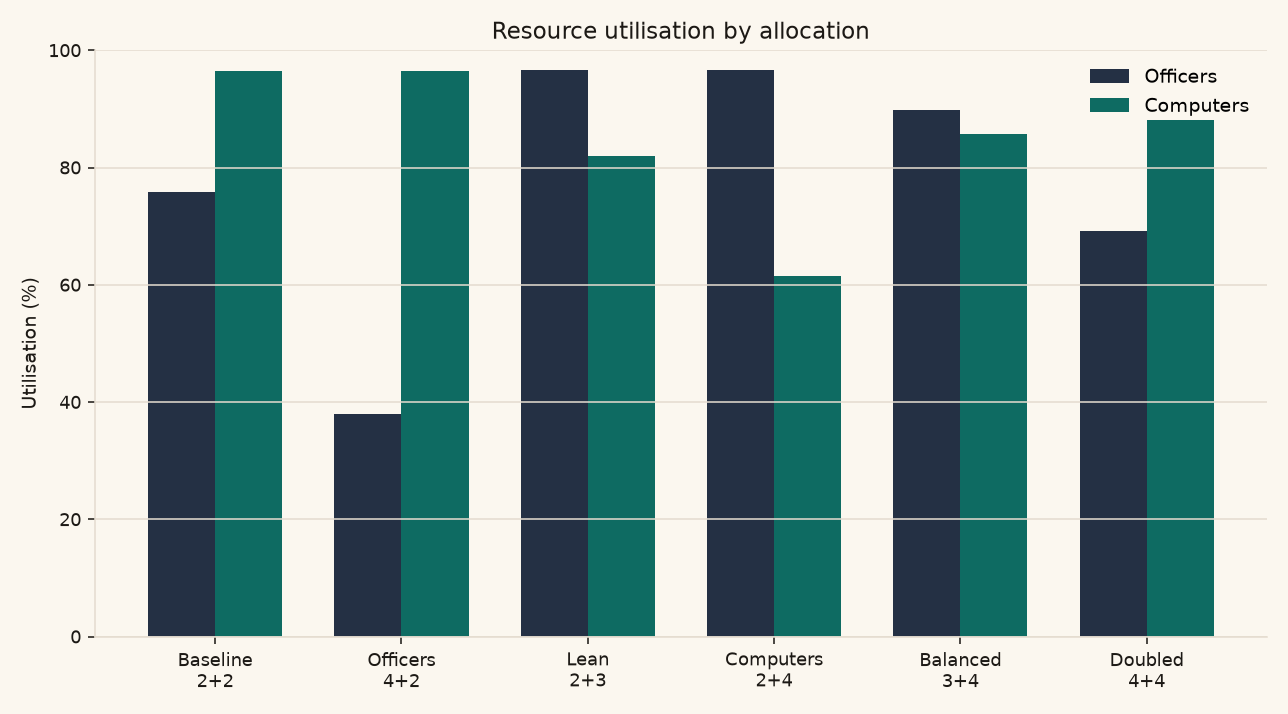 Resource utilisation by allocation
Officers
Computers
Utilisation (%)
100
80
60
40
20
0
Baseline
2+2
Officers
4+2
Lean
2+3
Computers
2+4
Balanced
3+4
Doubled
4+4